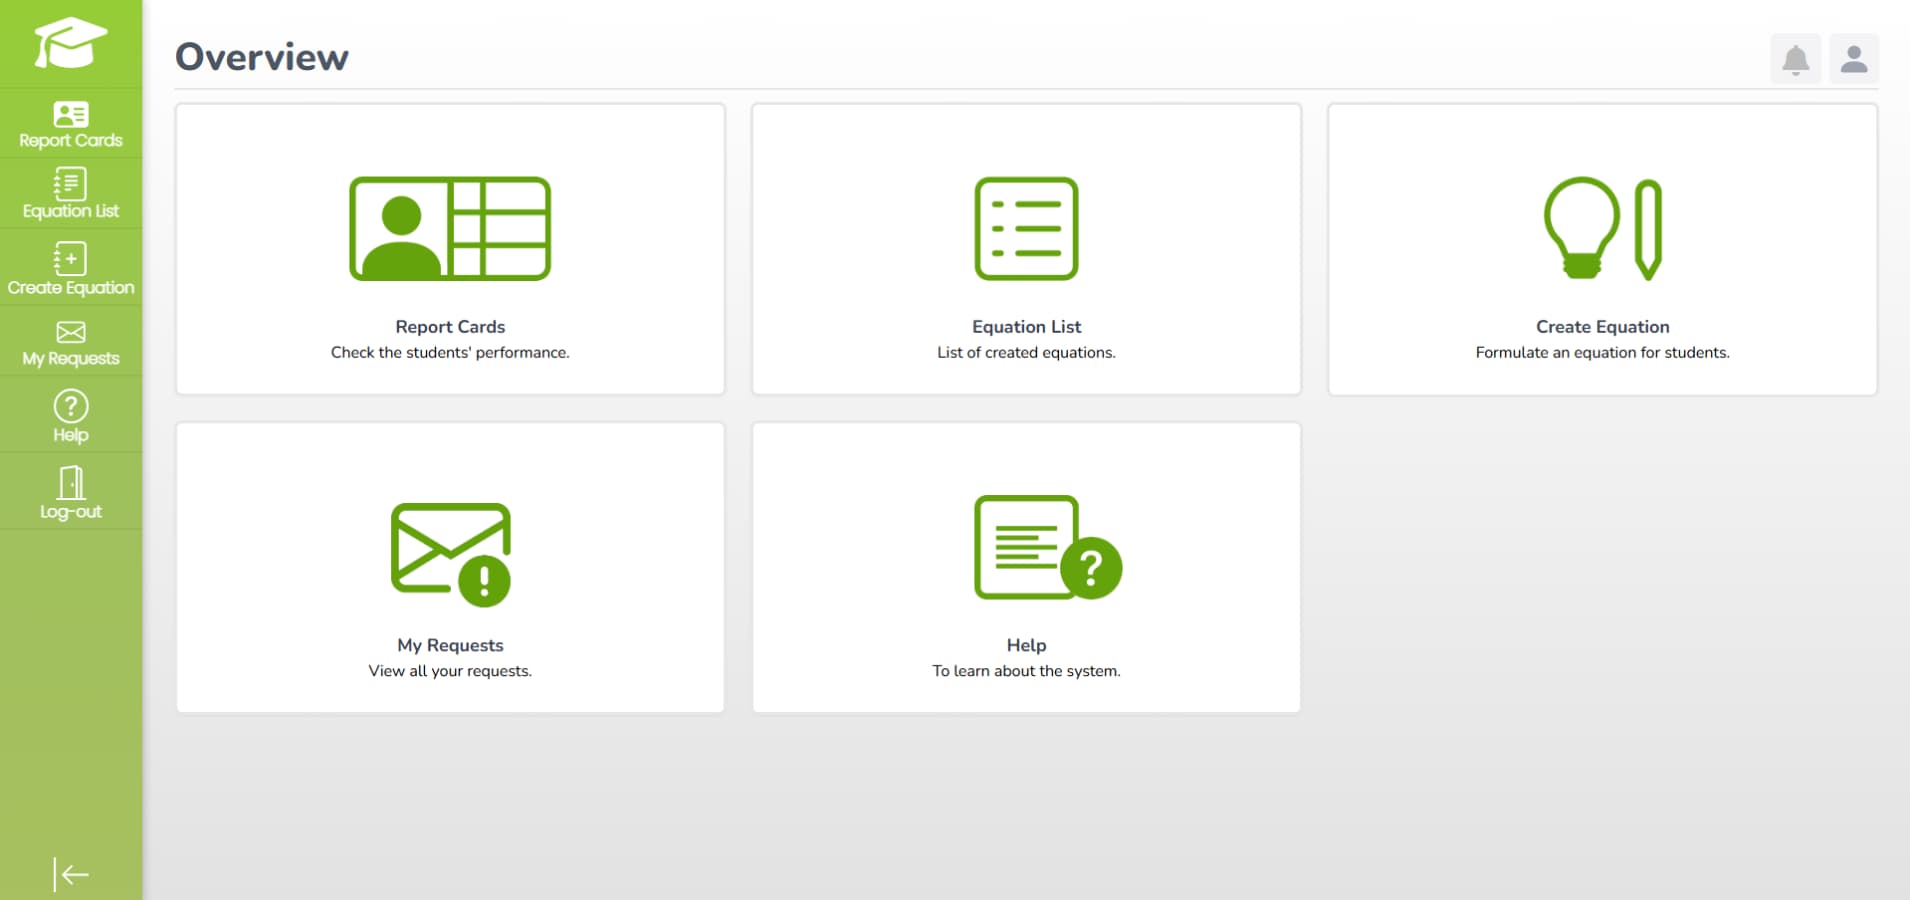 Overview
Report Cards
Equation List
Create Equation
My Requests
Help
Log-out
Report Cards
Check the students' performance.
Equation List
List of created equations.
Create Equation
Formulate an equation for students.
My Requests
View all your requests.
Help
To learn about the system.